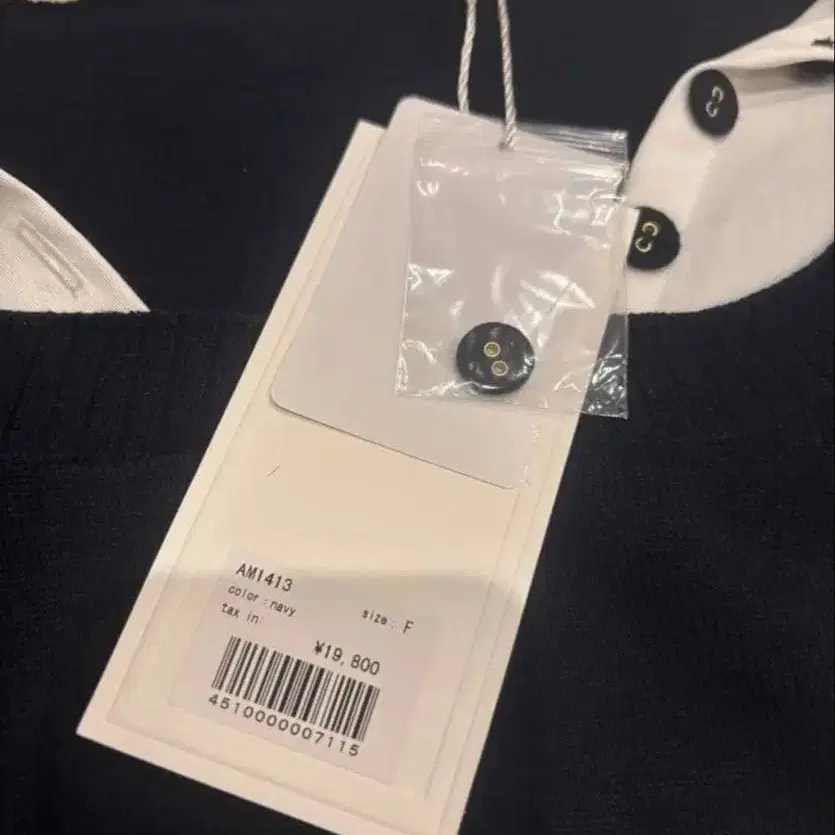 AM1413
color : navy
size : F
tax in:
¥19,800
4510000007115